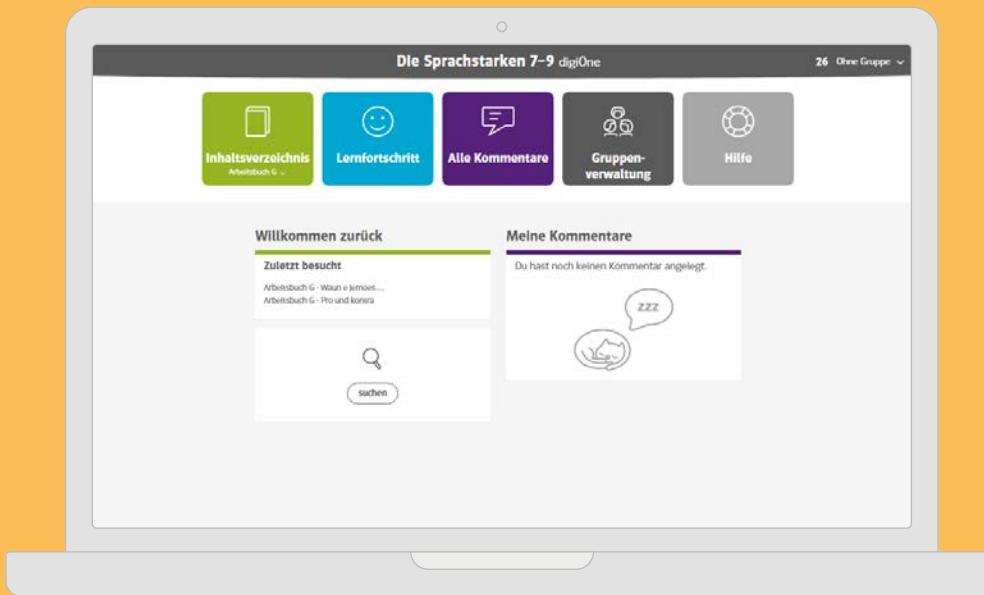 Die Sprachstarken 7–9 digiOne
26 Ohne Gruppe
Inhaltsverzeichnis
Arbeitsbuch G
Lernfortschritt
Alle Kommentare
Gruppen-
verwaltung
Hilfe
Willkommen zurück
Zuletzt besucht
Arbeitsbuch G -
Arbeitsbuch G - Pro und kontra
suchen
Meine Kommentare
Du hast noch keinen Kommentar angelegt.
zzz